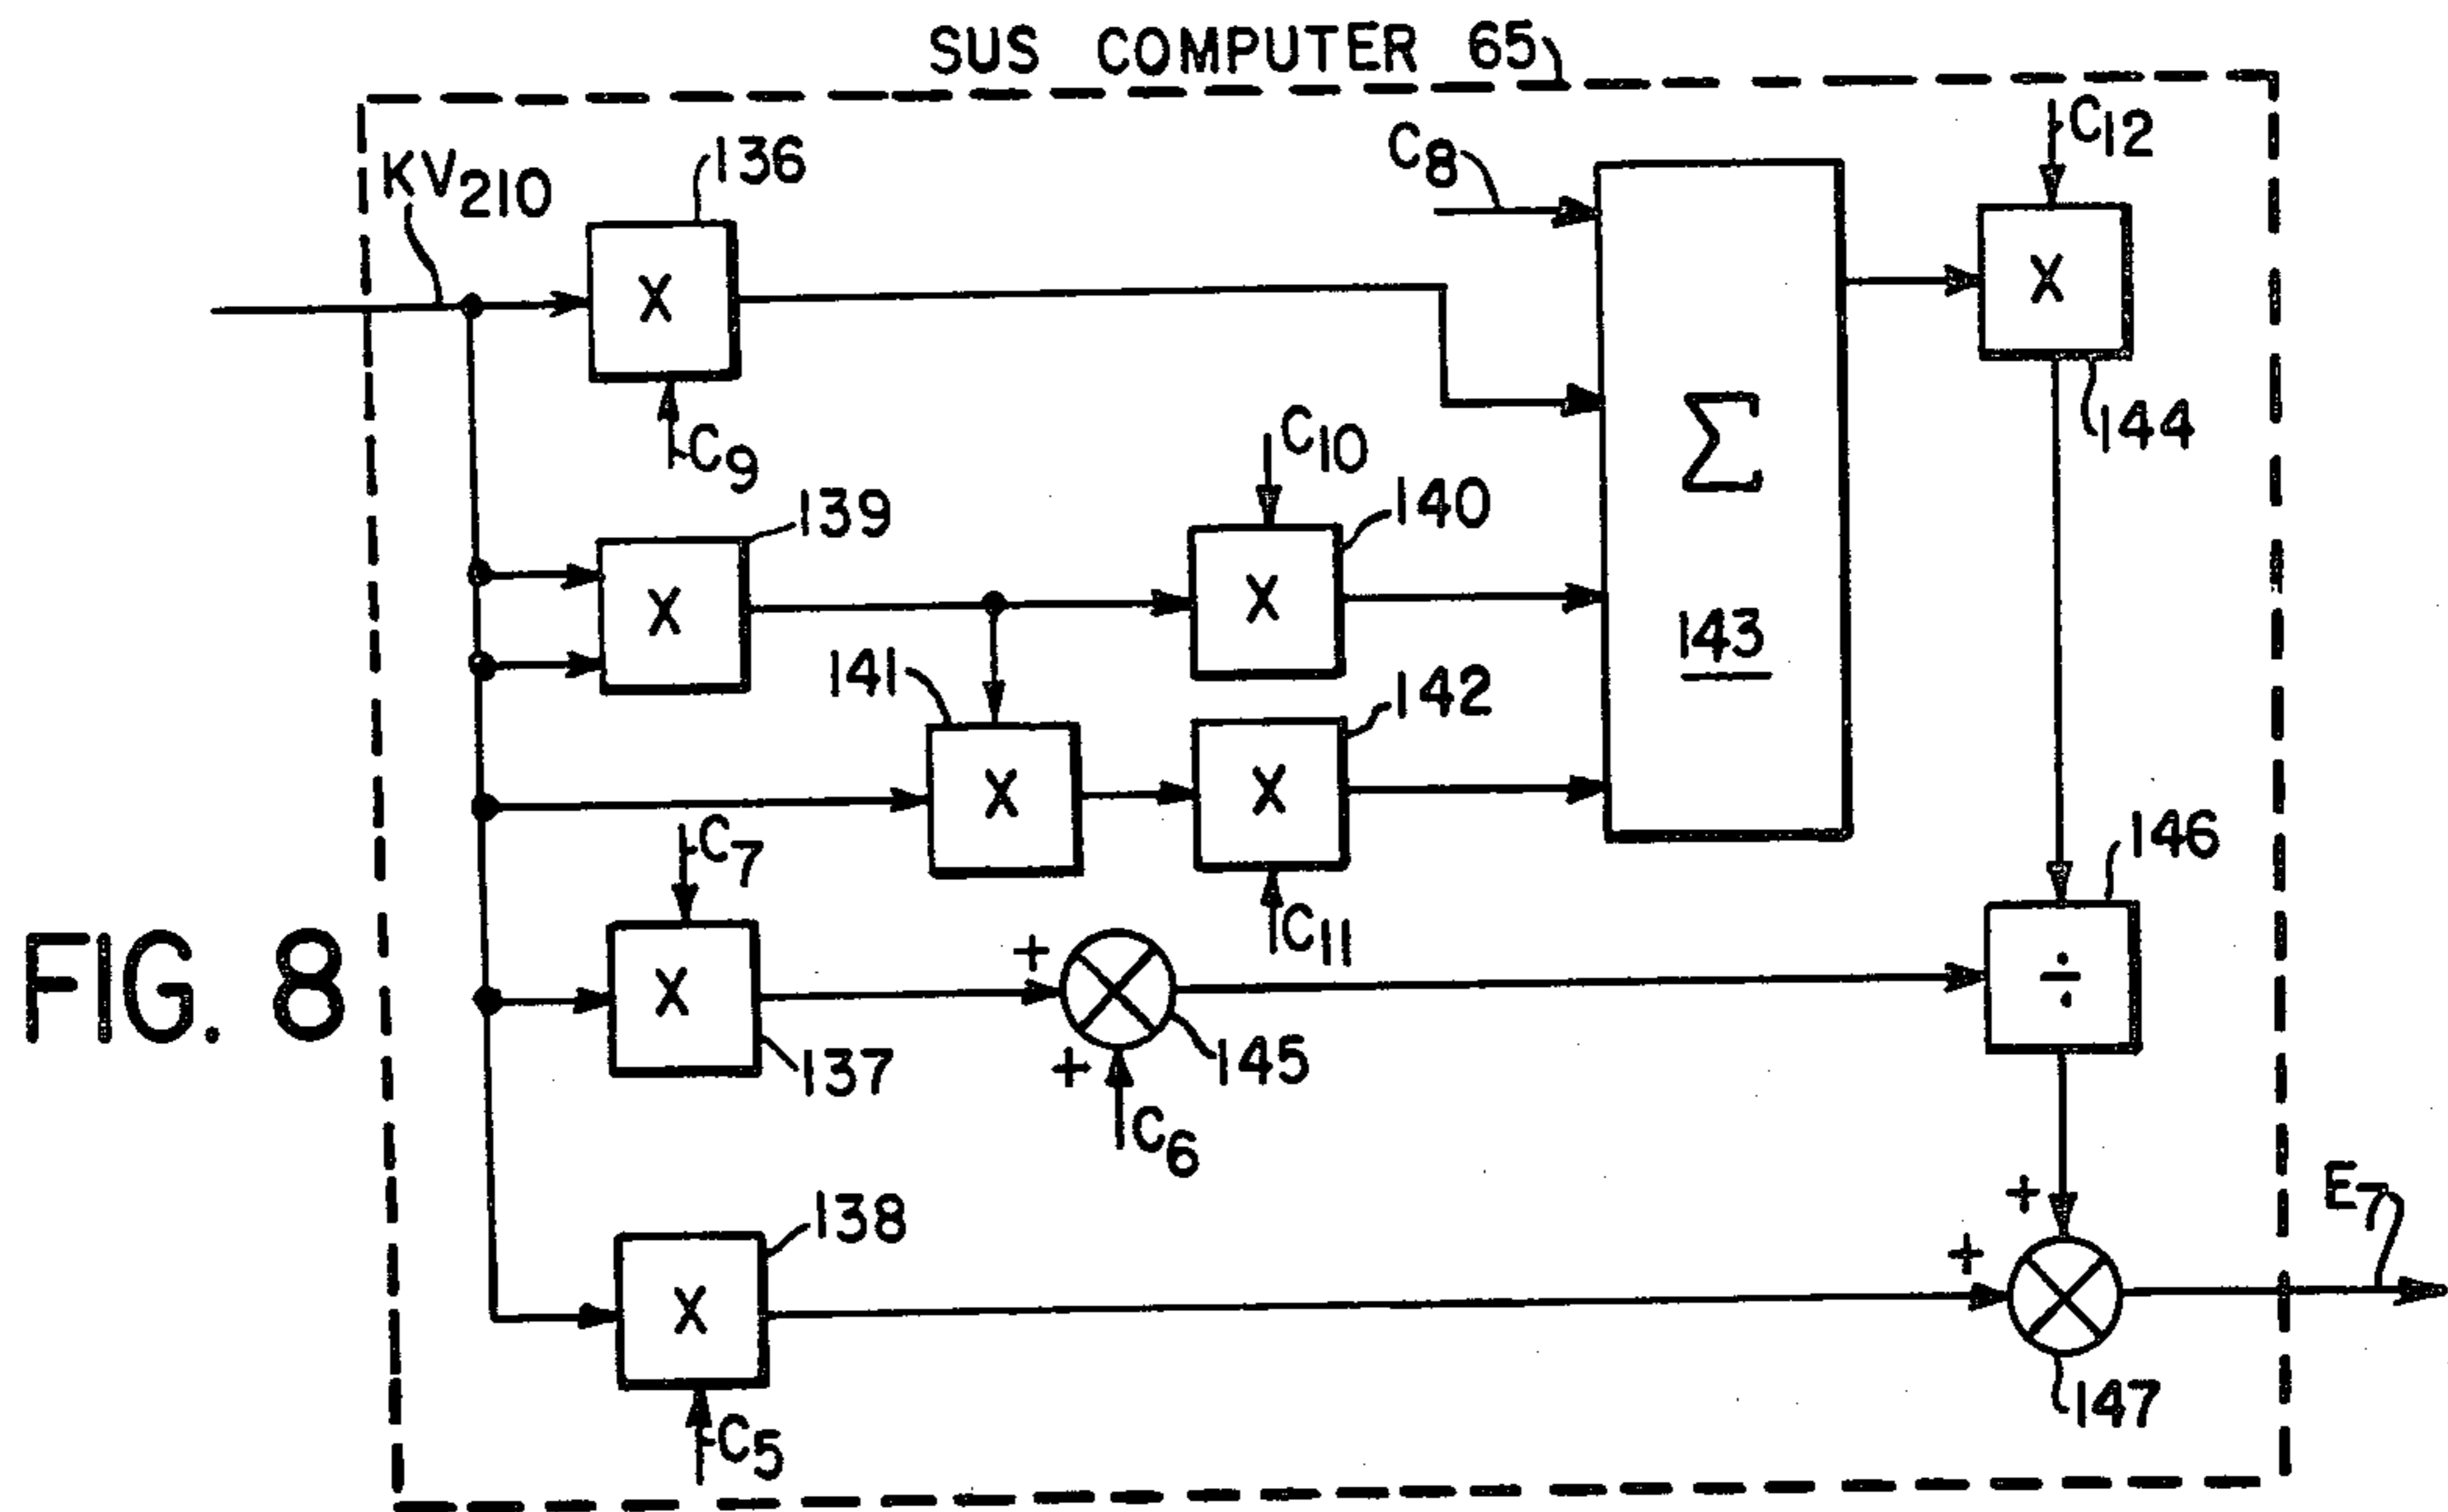 SUS COMPUTER 65
KV210
136
X
C9
C8
C12
X
144
139
X
C10
140
X
Σ
143
141
X
142
X
C11
C7
X
137
+
+
145
C6
146
÷
138
X
C5
+
+
147
E7
FIG. 8